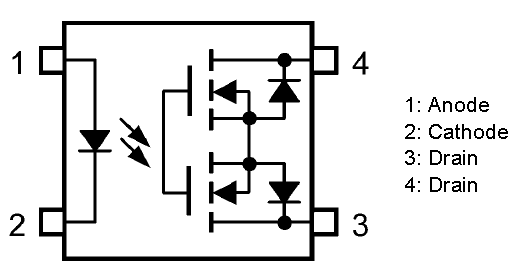 1
4
2
3
1: Anode
2: Cathode
3: Drain
4: Drain